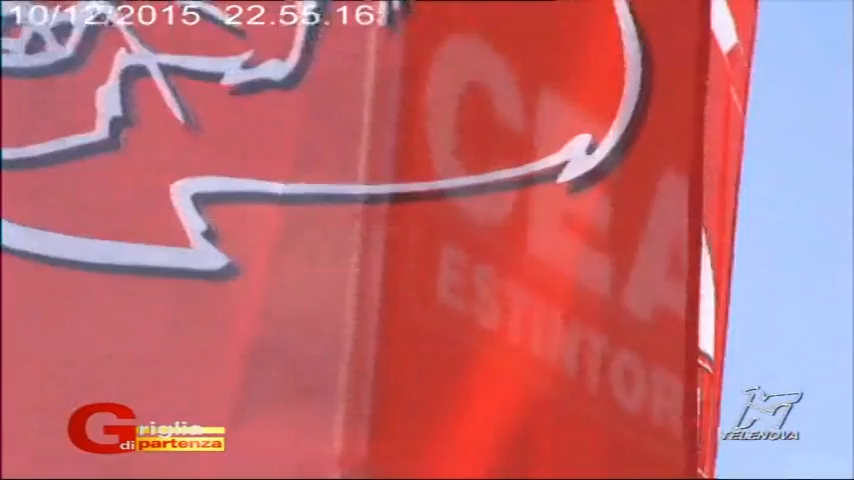 10/12/2015 22.55.16
CEA
ESTINTORI
Griglia
di partenza
TELENOVA